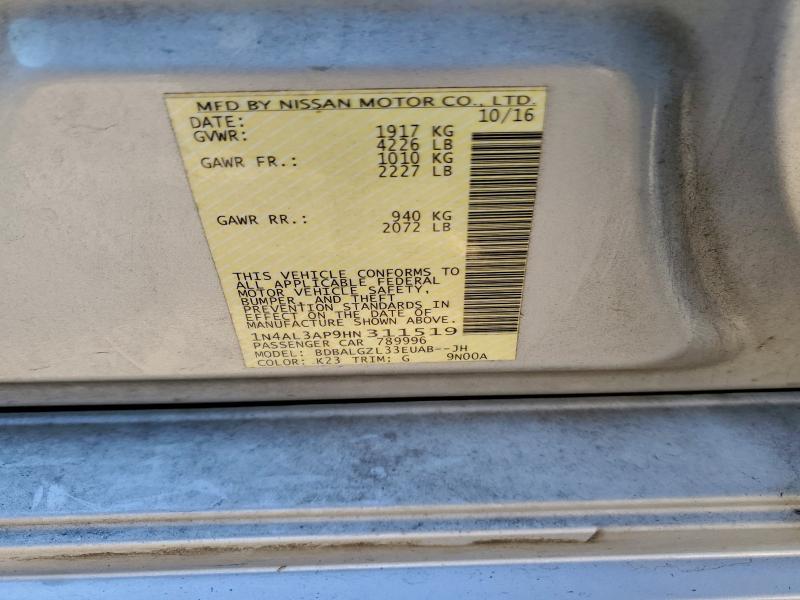 MFD BY NISSAN MOTOR CO., LTD.
DATE: 10/16
GVWR: 1917 KG
4226 LB
GAWR FR.: 1010 KG
2227 LB
GAWR RR.: 940 KG
2072 LB
THIS VEHICLE CONFORMS TO
ALL APPLICABLE FEDERAL
MOTOR VEHICLE SAFETY,
BUMPER, AND THEFT
PREVENTION STANDARDS IN
EFFECT ON THE DATE OF
MANUFACTURE SHOWN ABOVE.
1N4AL3AP9HN 311519
PASSENGER CAR 789996
MODEL: BDBALGZL33EUAB--JH
COLOR: K23 TRIM: G 9N00A